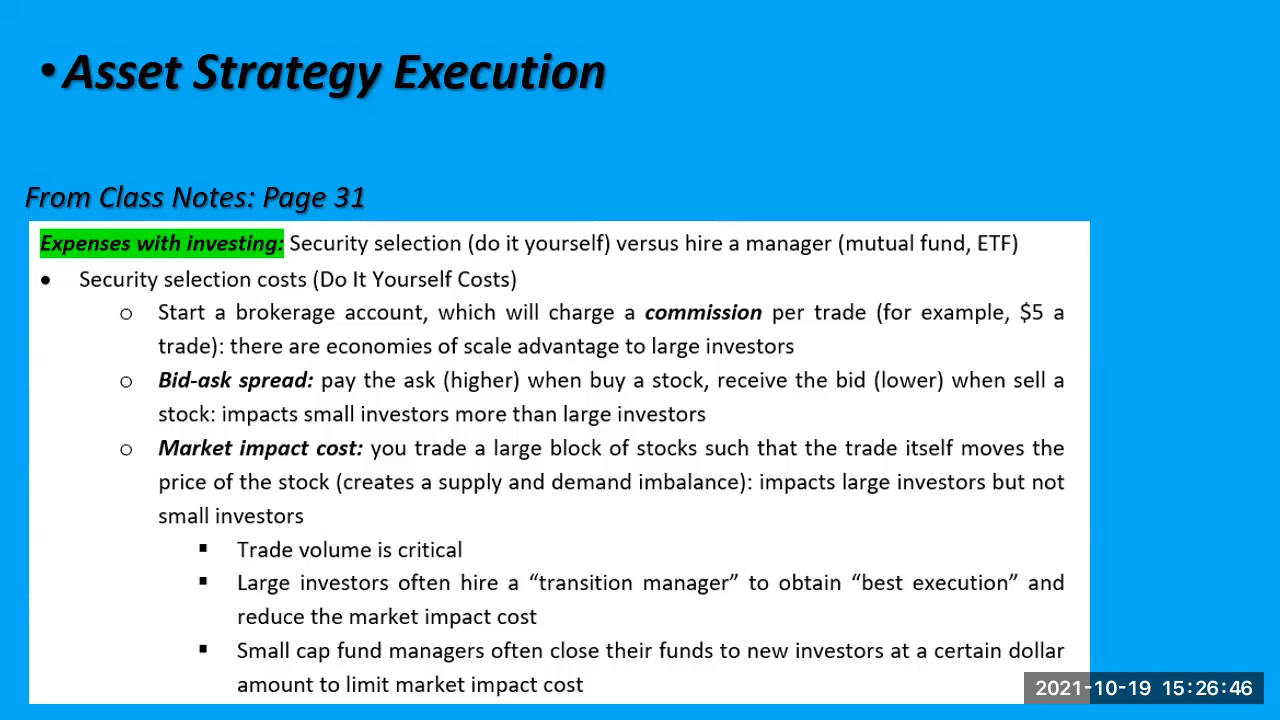 •Asset Strategy Execution
From Class Notes: Page 31
Expenses with investing: Security selection (do it yourself) versus hire a manager (mutual fund, ETF)
• Security selection costs (Do It Yourself Costs)
o Start a brokerage account, which will charge a commission per trade (for example, $5 a
trade): there are economies of scale advantage to large investors
o Bid-ask spread: pay the ask (higher) when buy a stock, receive the bid (lower) when sell a
stock: impacts small investors more than large investors
o Market impact cost: you trade a large block of stocks such that the trade itself moves the
price of the stock (creates a supply and demand imbalance): impacts large investors but not
small investors
▪ Trade volume is critical
▪ Large investors often hire a “transition manager” to obtain “best execution” and
reduce the market impact cost
▪ Small cap fund managers often close their funds to new investors at a certain dollar
amount to limit market impact cost
2021-10-19 15:26:46